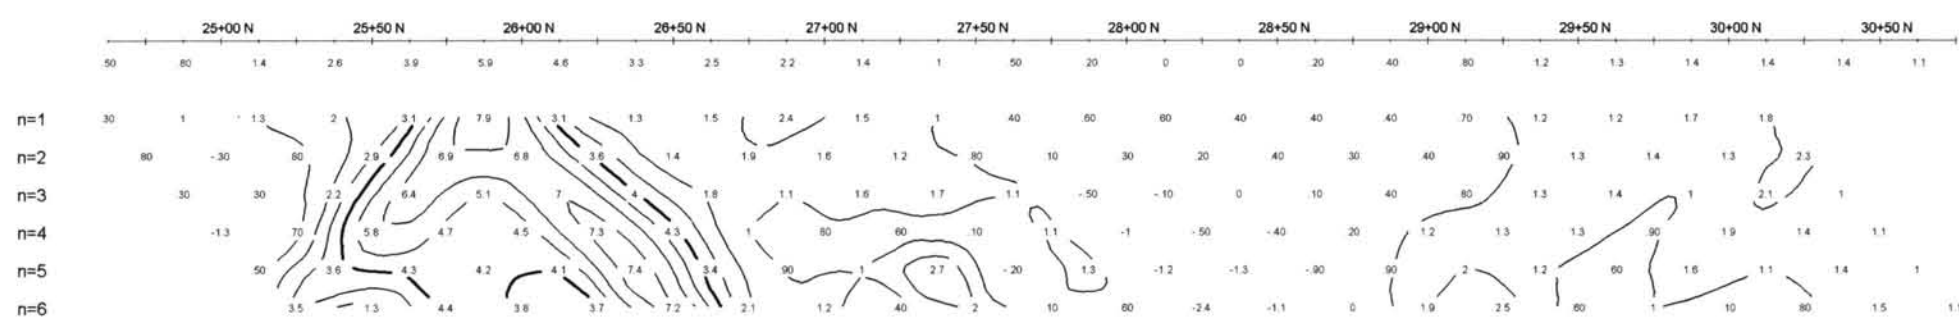 25+00 N 25+50 N 26+00 N 26+50 N 27+00 N 27+50 N 28+00 N 28+50 N 29+00 N 29+50 N 30+00 N 30+50 N
50 80 1.4 2.6 3.9 5.9 4.6 3.3 2.5 2.2 1.4 1 50 20 0 0 .20 .40 .80 1.2 1.3 1.4 1.4 1.4 1.1
n=1 30 1 1.3 2 3.1 7.9 3.1 1.3 1.5 2.4 1.5 1 40 .60 60 40 40 .40 .70 1.2 1.2 1.7 1.8
n=2 80 -.30 60 2.9 6.9 6.8 3.6 1.4 1.9 1.6 1.2 .80 10 30 .20 .40 30 40 90 1.3 1.4 1.3 2.3
n=3 30 30 2.2 6.4 5.1 7 4 1.8 1.1 1.6 1.7 1.1 -.50 -.10 0 .10 40 60 1.3 1.4 1 2.1 1
n=4 -1.3 70 5.8 4.7 4.5 7.3 4.3 1 80 60 .10 1.1 -1 -.50 -.40 20 1.2 1.3 1.3 .90 1.9 1.4 1.1
n=5 50 3.6 4.3 4.2 4.1 7.4 3.4 90 1 2.7 -.20 1.3 -1.2 -1.3 -.90 90 2 1.2 60 1.6 1.1 1.4 1
n=6 3.5 1.3 4.4 3.8 3.7 7.2 2.1 1.2 40 2 10 60 -2.4 -1.1 0 1.9 2.5 .60 1 10 80 1.5